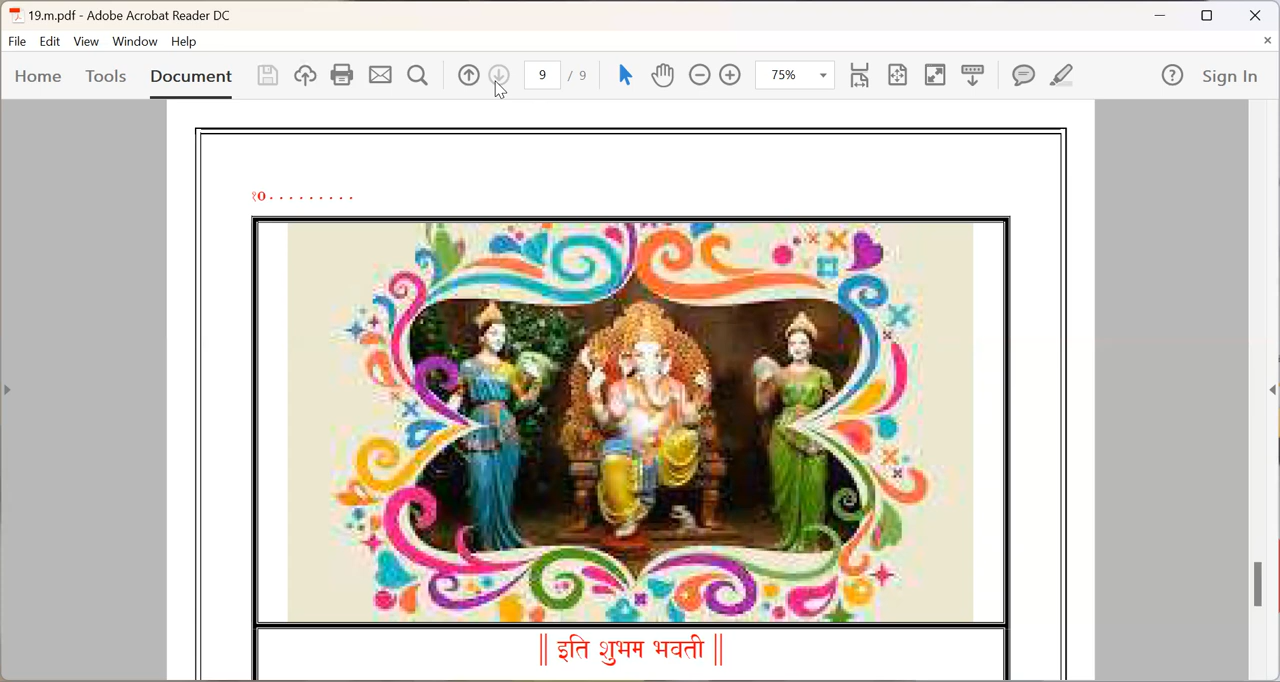 19.m.pdf - Adobe Acrobat Reader DC
File Edit View Window Help
Home Tools Document 9 / 9 75% Sign In
१०.........
|| इति शुभम भवती ||